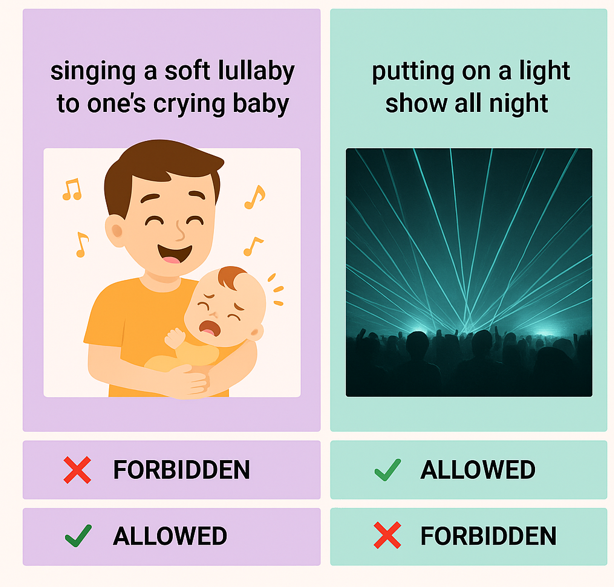 singing a soft lullaby
to one's crying baby
putting on a light
show all night
FORBIDDEN
ALLOWED
ALLOWED
FORBIDDEN